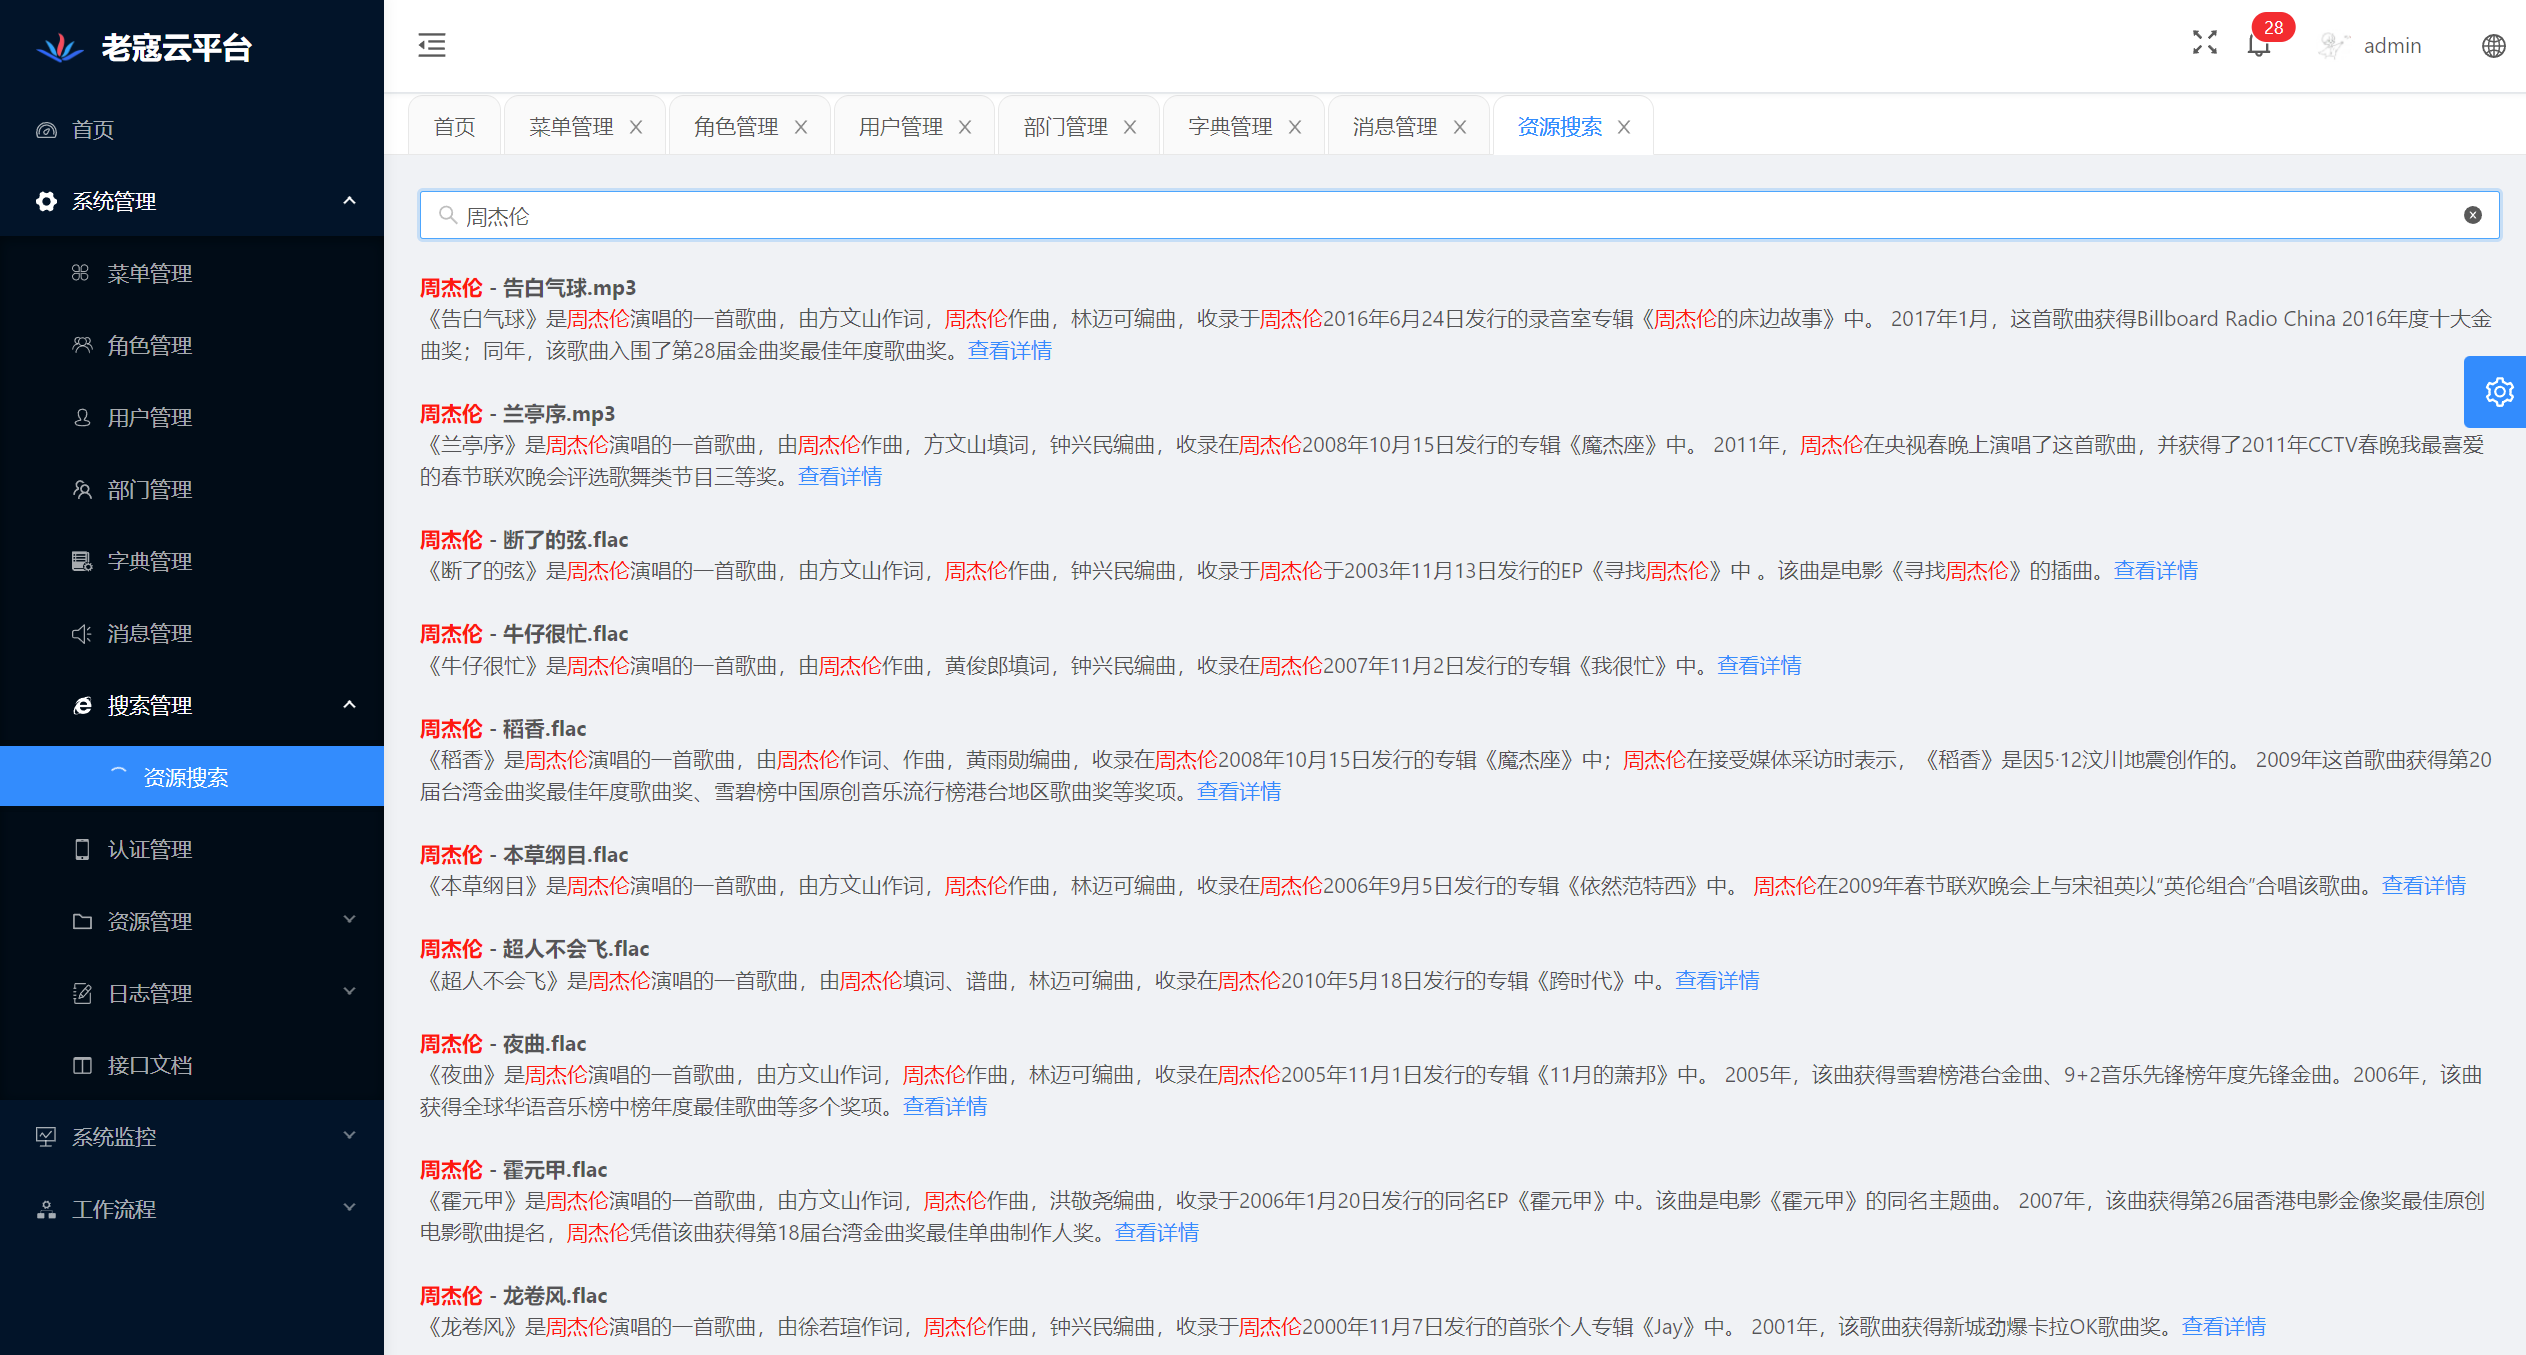 老寇云平台
首页
系统管理
菜单管理
角色管理
用户管理
部门管理
字典管理
消息管理
搜索管理
资源搜索
认证管理
资源管理
日志管理
接口文档
系统监控
工作流程
28
admin
首页 菜单管理 角色管理 用户管理 部门管理 字典管理 消息管理 资源搜索
周杰伦
周杰伦 - 告白气球.mp3
《告白气球》是周杰伦演唱的一首歌曲，由方文山作词，周杰伦作曲，林迈可编曲，收录于周杰伦2016年6月24日发行的录音室专辑《周杰伦的床边故事》中。 2017年1月，这首歌曲获得Billboard Radio China 2016年度十大金
曲奖；同年，该歌曲入围了第28届金曲奖最佳年度歌曲奖。查看详情
周杰伦 - 兰亭序.mp3
《兰亭序》是周杰伦演唱的一首歌曲，由周杰伦作曲，方文山填词，钟兴民编曲，收录在周杰伦2008年10月15日发行的专辑《魔杰座》中。 2011年，周杰伦在央视春晚上演唱了这首歌曲，并获得了2011年CCTV春晚我最喜爱
的春节联欢晚会评选歌舞类节目三等奖。查看详情
周杰伦 - 断了的弦.flac
《断了的弦》是周杰伦演唱的一首歌曲，由方文山作词，周杰伦作曲，钟兴民编曲，收录于周杰伦于2003年11月13日发行的EP《寻找周杰伦》中 。该曲是电影《寻找周杰伦》的插曲。查看详情
周杰伦 - 牛仔很忙.flac
《牛仔很忙》是周杰伦演唱的一首歌曲，由周杰伦作曲，黄俊郎填词，钟兴民编曲，收录在周杰伦2007年11月2日发行的专辑《我很忙》中。查看详情
周杰伦 - 稻香.flac
《稻香》是周杰伦演唱的一首歌曲，由周杰伦作词、作曲，黄雨勋编曲，收录在周杰伦2008年10月15日发行的专辑《魔杰座》中；周杰伦在接受媒体采访时表示，《稻香》是因5·12汶川地震创作的。 2009年这首歌曲获得第20
届台湾金曲奖最佳年度歌曲奖、雪碧榜中国原创音乐流行榜港台地区歌曲奖等奖项。查看详情
周杰伦 - 本草纲目.flac
《本草纲目》是周杰伦演唱的一首歌曲，由方文山作词，周杰伦作曲，林迈可编曲，收录在周杰伦2006年9月5日发行的专辑《依然范特西》中。 周杰伦在2009年春节联欢晚会上与宋祖英以“英伦组合”合唱该歌曲。查看详情
周杰伦 - 超人不会飞.flac
《超人不会飞》是周杰伦演唱的一首歌曲，由周杰伦填词、谱曲，林迈可编曲，收录在周杰伦2010年5月18日发行的专辑《跨时代》中。查看详情
周杰伦 - 夜曲.flac
《夜曲》是周杰伦演唱的一首歌曲，由方文山作词，周杰伦作曲，林迈可编曲，收录在周杰伦2005年11月1日发行的专辑《11月的萧邦》中。 2005年，该曲获得雪碧榜港台金曲、9+2音乐先锋榜年度先锋金曲。2006年，该曲
获得全球华语音乐榜中榜年度最佳歌曲等多个奖项。查看详情
周杰伦 - 霍元甲.flac
《霍元甲》是周杰伦演唱的一首歌曲，由方文山作词，周杰伦作曲，洪敬尧编曲，收录于2006年1月20日发行的同名EP《霍元甲》中。该曲是电影《霍元甲》的同名主题曲。 2007年，该曲获得第26届香港电影金像奖最佳原创
电影歌曲提名，周杰伦凭借该曲获得第18届台湾金曲奖最佳单曲制作人奖。查看详情
周杰伦 - 龙卷风.flac
《龙卷风》是周杰伦演唱的一首歌曲，由徐若瑄作词，周杰伦作曲，钟兴民编曲，收录于周杰伦2000年11月7日发行的首张个人专辑《Jay》中。 2001年，该歌曲获得新城劲爆卡拉OK歌曲奖。查看详情